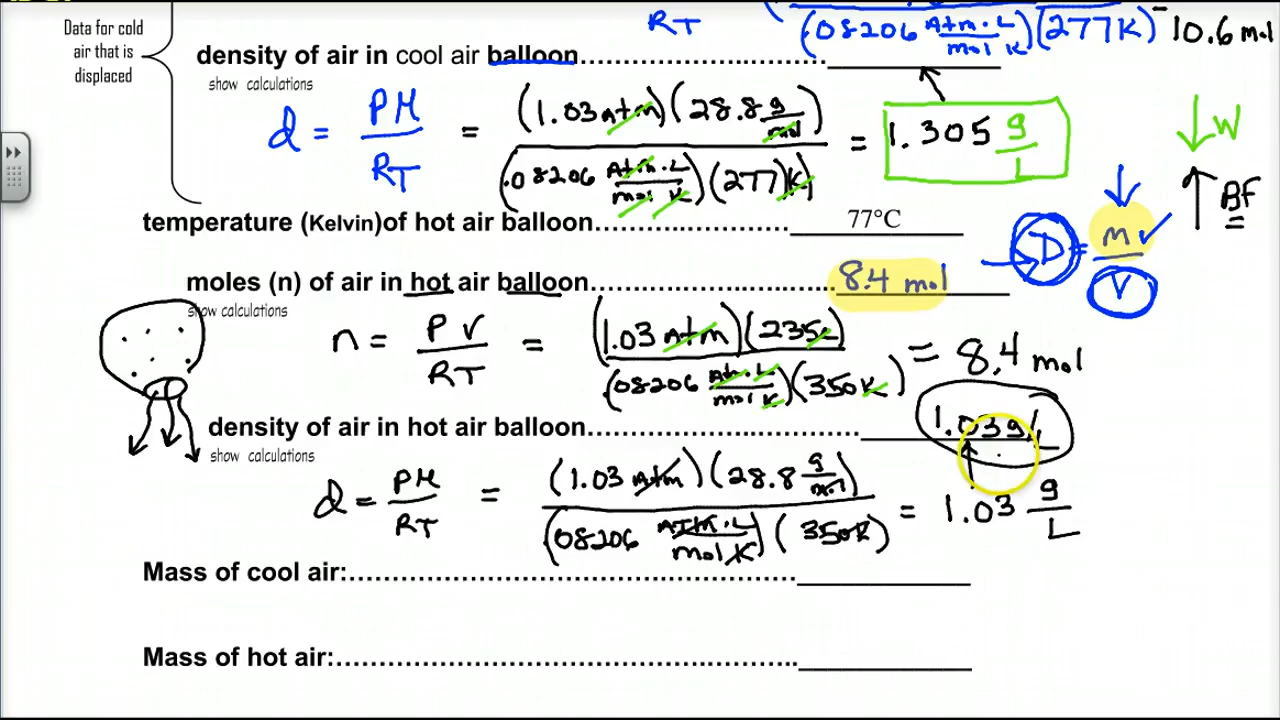 Data for cold
air that is
displaced
RT
(.08206 Atm·L/mol K)(277K)
10.6 mol
density of air in cool air balloon
show calculations
d = PM/RT = (1.03 Atm)(28.8 g/mol)/(.08206 Atm·L/mol K)(277 K) = 1.305 g/L
W
BF
temperature (Kelvin)of hot air balloon 77°C
D = m/V
moles (n) of air in hot air balloon 8.4 mol
show calculations
n = PV/RT = (1.03 Atm)(235L)/(08206 Atm·L/mol K)(350K) = 8.4 mol
density of air in hot air balloon 1.03 g/L
show calculations
d = PM/RT = (1.03 Atm)(28.8 g/mol)/(08206 Atm·L/mol K)(350K) = 1.03 g/L
Mass of cool air:
Mass of hot air: